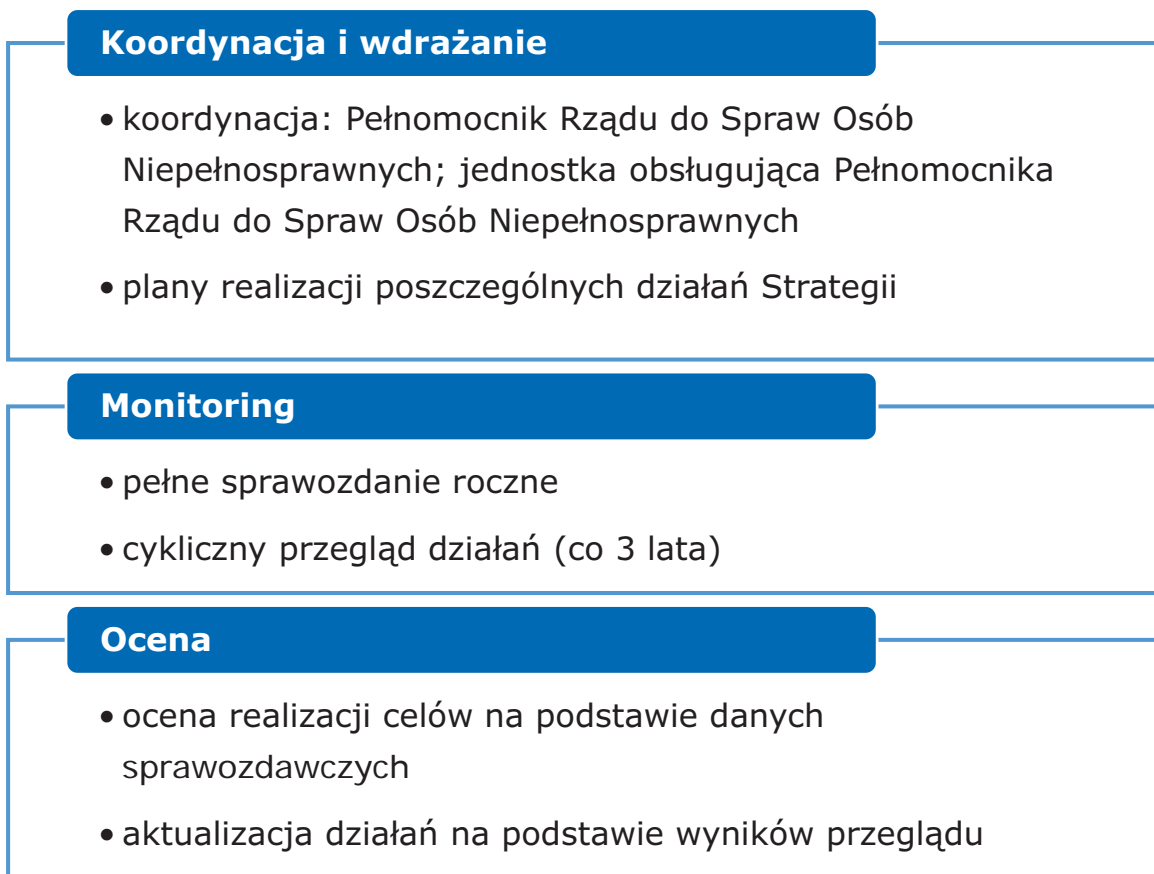 Koordynacja i wdrażanie
• koordynacja: Pełnomocnik Rządu do Spraw Osób
Niepełnosprawnych; jednostka obsługująca Pełnomocnika
Rządu do Spraw Osób Niepełnosprawnych
• plany realizacji poszczególnych działań Strategii
Monitoring
• pełne sprawozdanie roczne
• cykliczny przegląd działań (co 3 lata)
Ocena
• ocena realizacji celów na podstawie danych
sprawozdawczych
• aktualizacja działań na podstawie wyników przeglądu